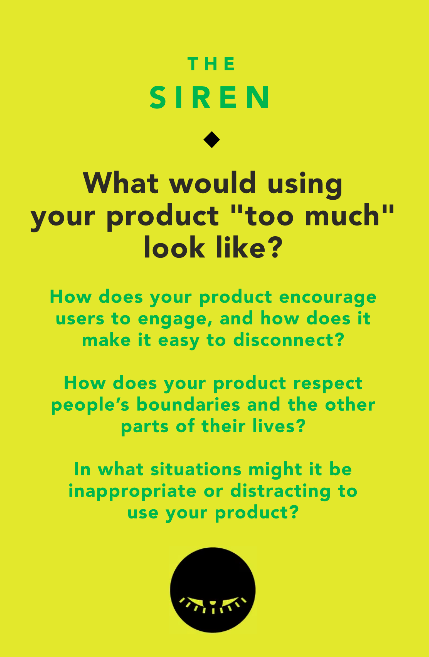 THE
SIREN
What would using
your product "too much"
look like?
How does your product encourage
users to engage, and how does it
make it easy to disconnect?
How does your product respect
people’s boundaries and the other
parts of their lives?
In what situations might it be
inappropriate or distracting to
use your product?